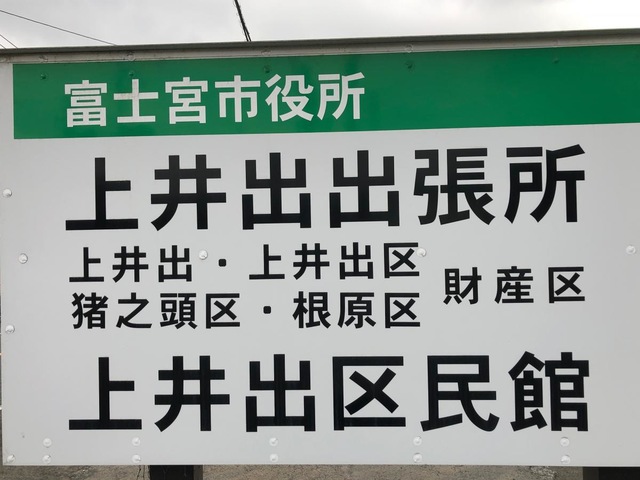 富士宮市役所
上井出出張所
上井出・上井出区
猪之頭区・根原区
財産区
上井出区民館